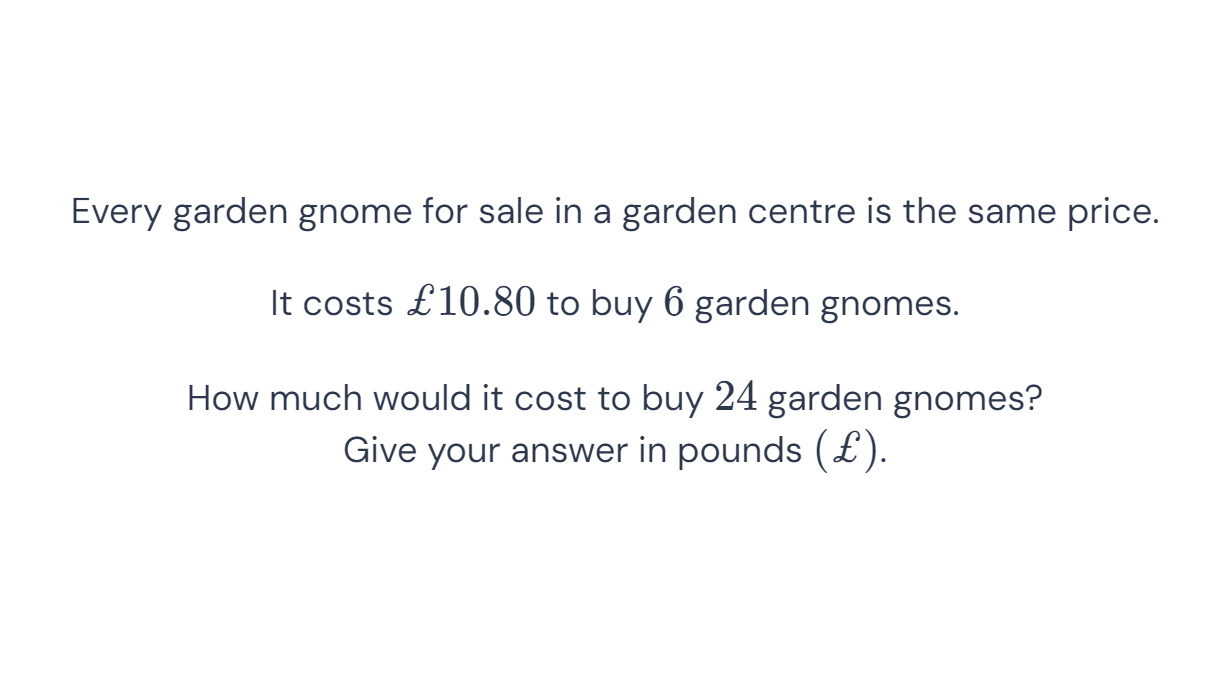 Every garden gnome for sale in a garden centre is the same price.
It costs £10.80 to buy 6 garden gnomes.
How much would it cost to buy 24 garden gnomes?
Give your answer in pounds (£).